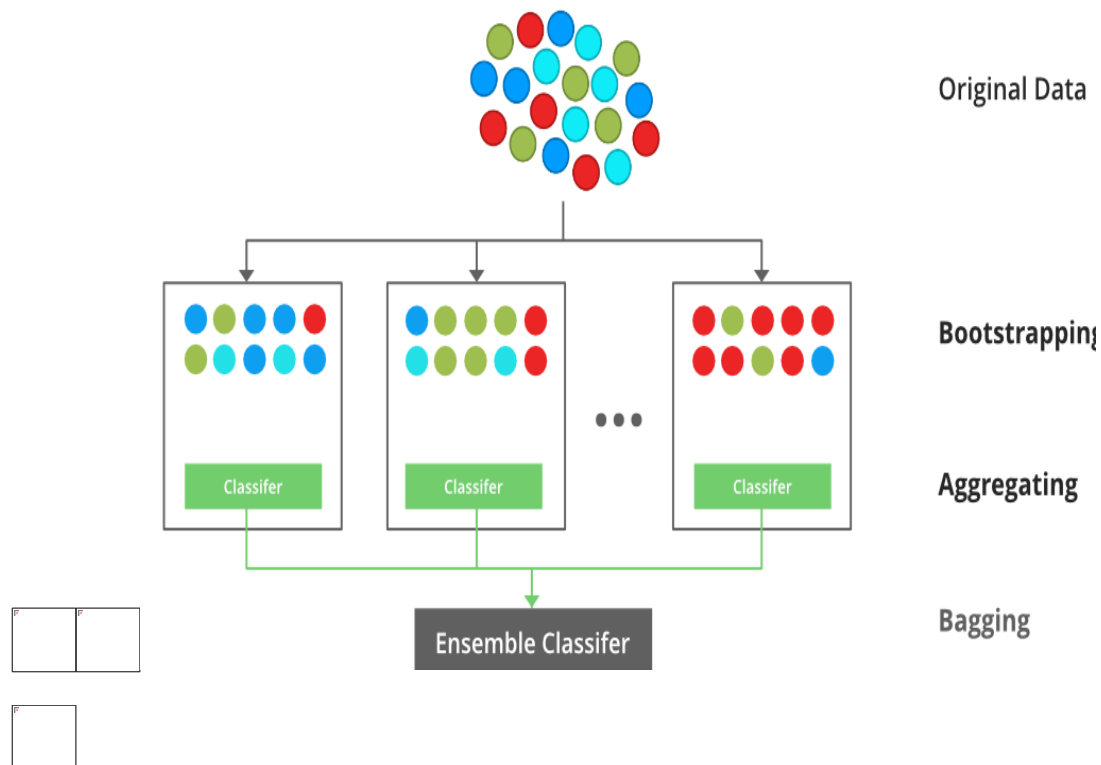 Original Data
Bootstrapping
Classifer Classifer Classifer
Aggregating
Ensemble Classifer
Bagging